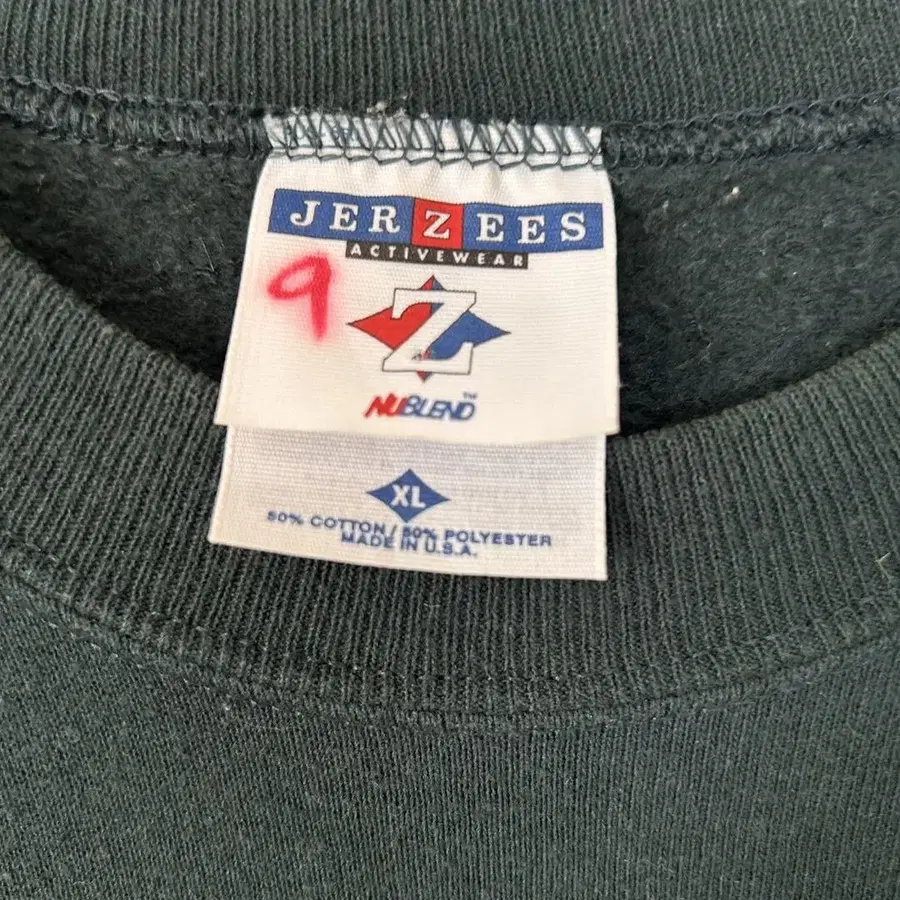 JERZEES
ACTIVEWEAR
9
Z
NUBLEND™
XL
50% COTTON / 50% POLYESTER
MADE IN U.S.A.